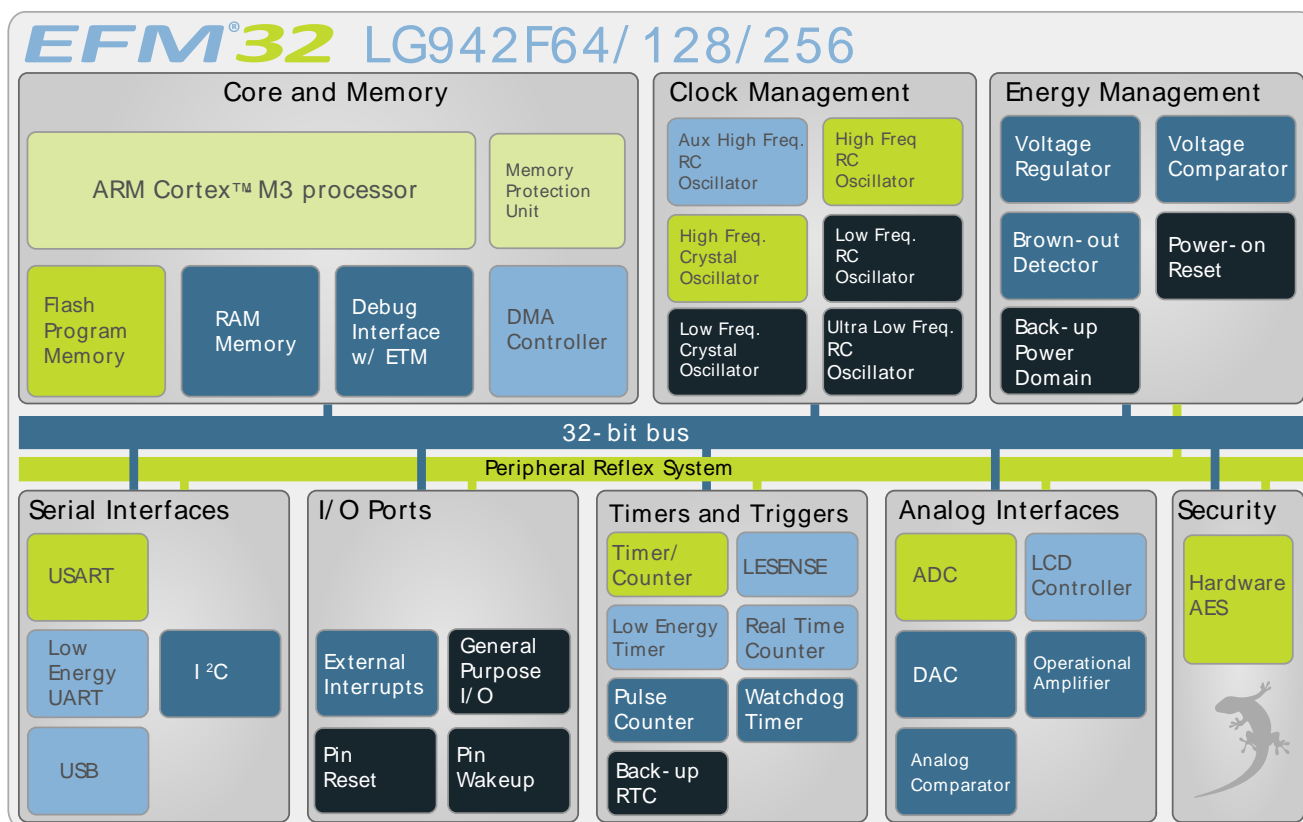 EFM®32 LG942F64/128/256
Core and Memory
ARM Cortex™ M3 processor
Memory
Protection
Unit
Flash
Program
Memory
RAM
Memory
Debug
Interface
w/ ETM
DMA
Controller
Clock Management
Aux High Freq.
RC
Oscillator
High Freq
RC
Oscillator
High Freq.
Crystal
Oscillator
Low Freq.
RC
Oscillator
Low Freq.
Crystal
Oscillator
Ultra Low Freq.
RC
Oscillator
Energy Management
Voltage
Regulator
Voltage
Comparator
Brown-out
Detector
Power-on
Reset
Back-up
Power
Domain
32-bit bus
Peripheral Reflex System
Serial Interfaces
USART
Low
Energy
UART
I²C
USB
I/O Ports
External
Interrupts
General
Purpose
I/O
Pin
Reset
Pin
Wakeup
Timers and Triggers
Timer/
Counter
LESENSE
Low Energy
Timer
Real Time
Counter
Pulse
Counter
Watchdog
Timer
Back-up
RTC
Analog Interfaces
ADC
LCD
Controller
DAC
Operational
Amplifier
Analog
Comparator
Security
Hardware
AES